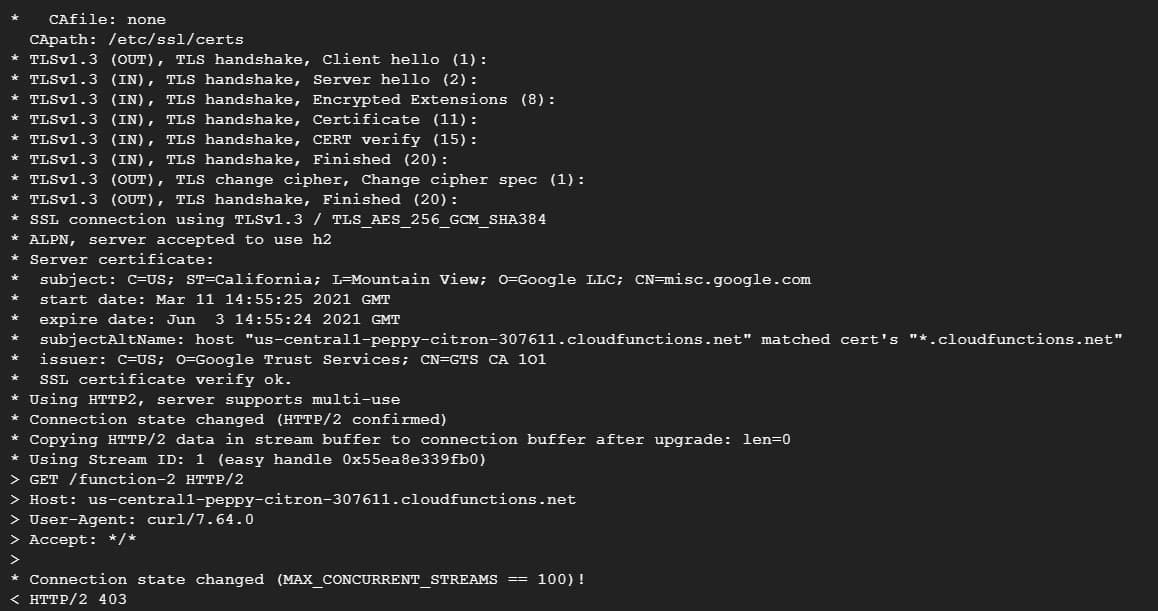 *   CAfile: none
  CApath: /etc/ssl/certs
* TLSv1.3 (OUT), TLS handshake, Client hello (1):
* TLSv1.3 (IN), TLS handshake, Server hello (2):
* TLSv1.3 (IN), TLS handshake, Encrypted Extensions (8):
* TLSv1.3 (IN), TLS handshake, Certificate (11):
* TLSv1.3 (IN), TLS handshake, CERT verify (15):
* TLSv1.3 (IN), TLS handshake, Finished (20):
* TLSv1.3 (OUT), TLS change cipher, Change cipher spec (1):
* TLSv1.3 (OUT), TLS handshake, Finished (20):
* SSL connection using TLSv1.3 / TLS_AES_256_GCM_SHA384
* ALPN, server accepted to use h2
* Server certificate:
*  subject: C=US; ST=California; L=Mountain View; O=Google LLC; CN=misc.google.com
*  start date: Mar 11 14:55:25 2021 GMT
*  expire date: Jun  3 14:55:24 2021 GMT
*  subjectAltName: host "us-central1-peppy-citron-307611.cloudfunctions.net" matched cert's "*.cloudfunctions.net"
*  issuer: C=US; O=Google Trust Services; CN=GTS CA 1O1
*  SSL certificate verify ok.
* Using HTTP2, server supports multi-use
* Connection state changed (HTTP/2 confirmed)
* Copying HTTP/2 data in stream buffer to connection buffer after upgrade: len=0
* Using Stream ID: 1 (easy handle 0x55ea8e339fb0)
> GET /function-2 HTTP/2
> Host: us-central1-peppy-citron-307611.cloudfunctions.net
> User-Agent: curl/7.64.0
> Accept: */*
>
* Connection state changed (MAX_CONCURRENT_STREAMS == 100)!
< HTTP/2 403